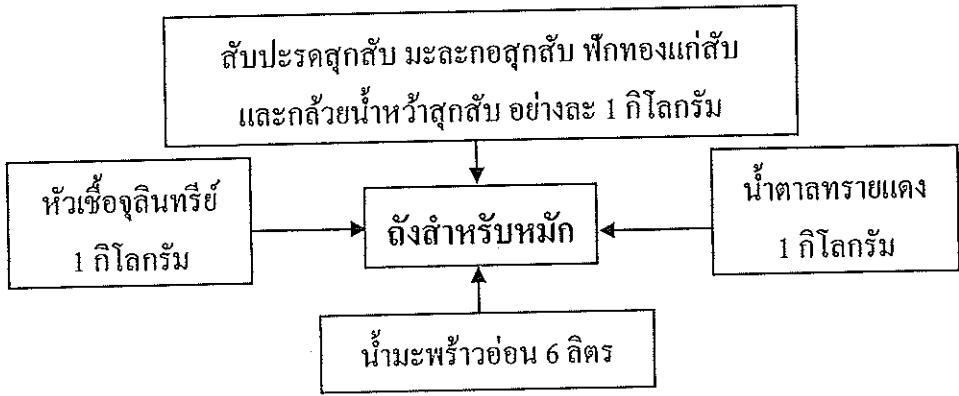 สับปะรดสุกสับ มะละกอสุกสับ ฟักทองแก่สับ
และกล้วยน้ำหว้าสุกสับ อย่างละ 1 กิโลกรัม
หัวเชื้อจุลินทรีย์
1 กิโลกรัม
ถังสำหรับหมัก
น้ำตาลทรายแดง
1 กิโลกรัม
น้ำมะพร้าวอ่อน 6 ลิตร